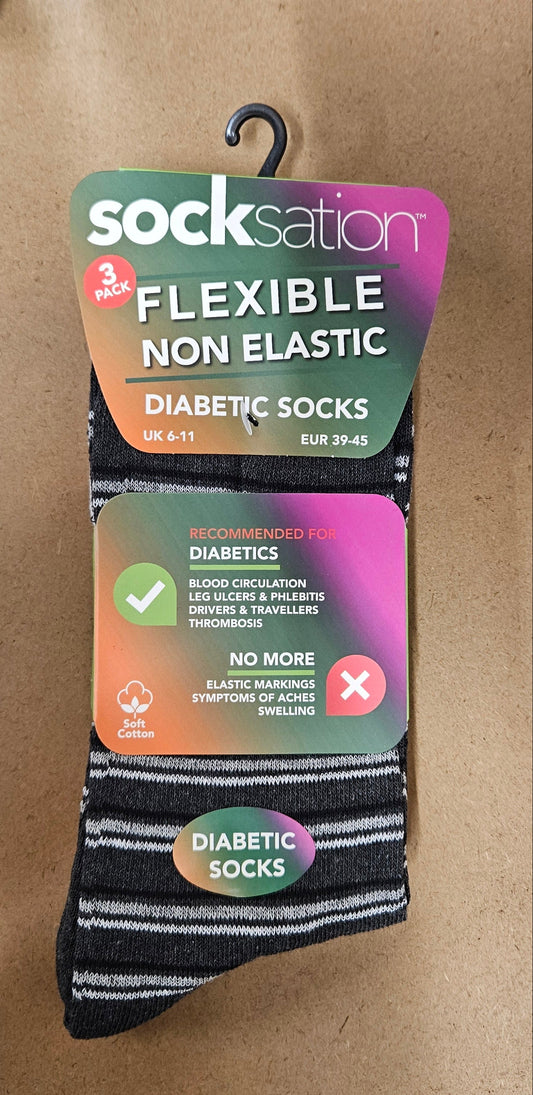 socksation™
3
PACK
FLEXIBLE
NON ELASTIC
DIABETIC SOCKS
UK 6-11 EUR 39-45
RECOMMENDED FOR
DIABETICS
BLOOD CIRCULATION
LEG ULCERS & PHLEBITIS
DRIVERS & TRAVELLERS
THROMBOSIS
NO MORE
ELASTIC MARKINGS
SYMPTOMS OF ACHES
SWELLING
Soft
Cotton
DIABETIC
SOCKS